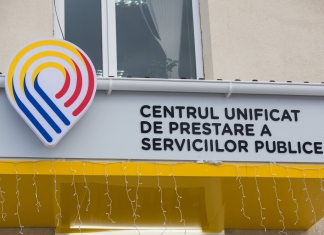 CENTRUL UNIFICAT
DE PRESTARE A
SERVICIILOR PUBLICE